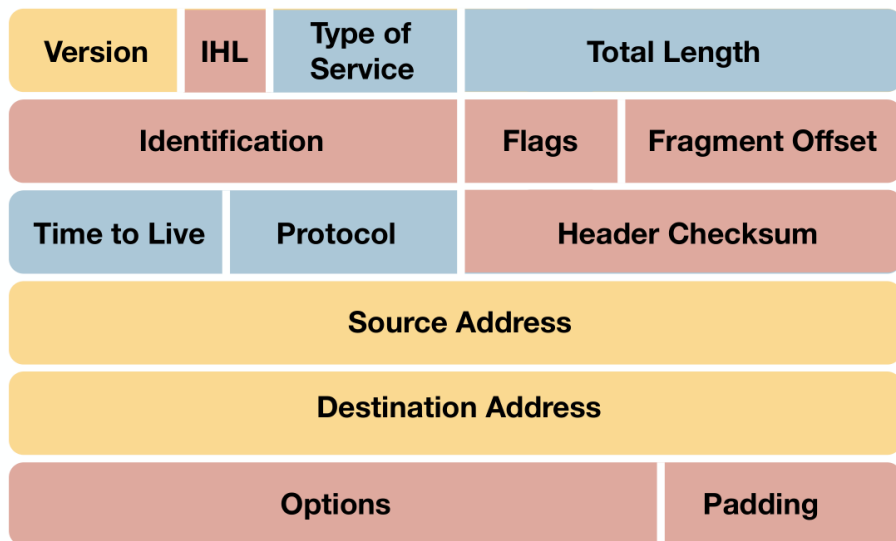 Version
IHL
Type of
Service
Total Length
Identification
Flags
Fragment Offset
Time to Live
Protocol
Header Checksum
Source Address
Destination Address
Options
Padding